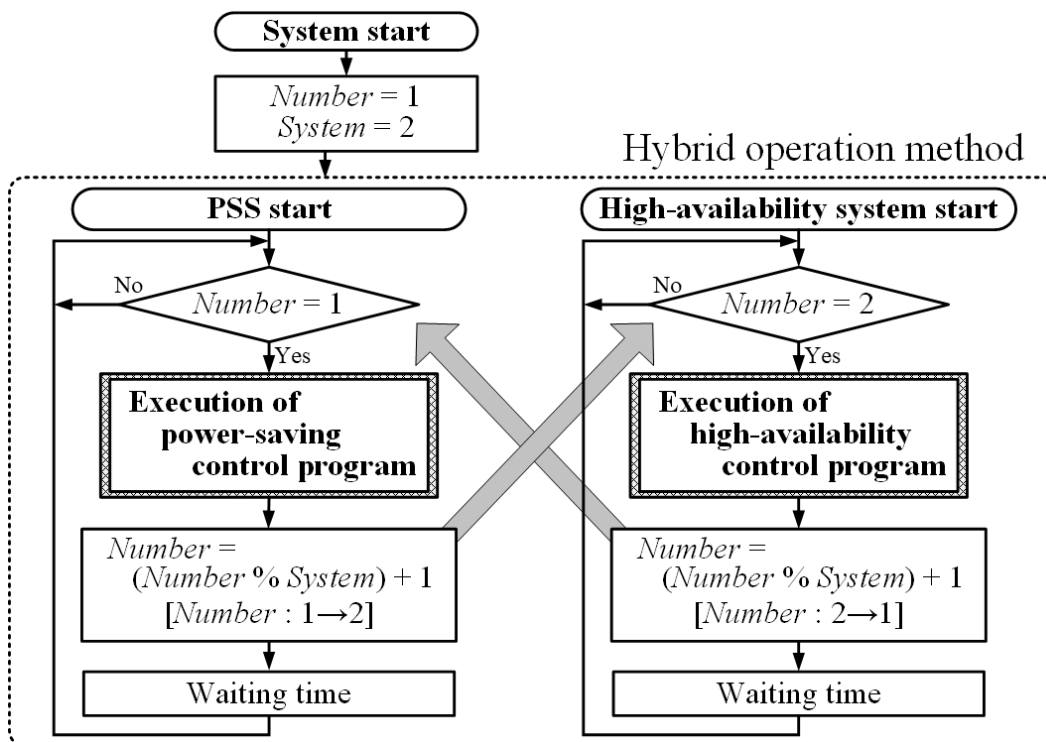 System start
Number = 1
System = 2
Hybrid operation method
PSS start
No
Number = 1
Yes
Execution of
power-saving
control program
Number =
(Number % System) + 1
[Number : 1→2]
Waiting time
High-availability system start
No
Number = 2
Yes
Execution of
high-availability
control program
Number =
(Number % System) + 1
[Number : 2→1]
Waiting time